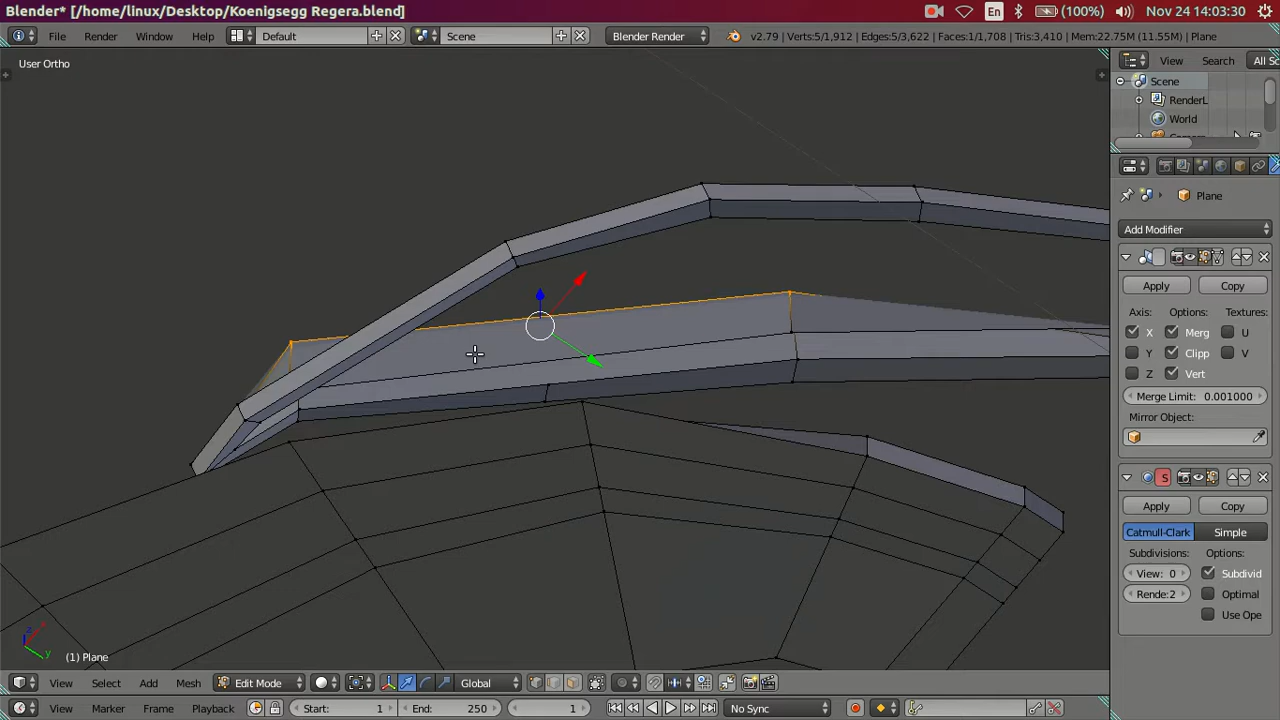 Blender* [/home/linux/Desktop/Koenigsegg Regera.blend]
En (100%) Nov 24 14:03:30
File Render Window Help Default Scene Blender Render v2.79 | Verts:5/1,912 | Edges:5/3,622 | Faces:1/1,708 | Tris:3,410 | Mem:22.75M (11.55M) | Plane
User Ortho
View Search All Sc
Scene
RenderL
World
Plane
Add Modifier
Apply Copy
Axis: Options: Textures:
X Merg U
Y Clipp V
Z Vert
Merge Limit: 0.001000
Mirror Object:
S
Apply Copy
Catmull-Clark Simple
Subdivisions: Options:
View: 0 Subdivid
Rende:2 Optimal
Use Ope
z
y
(1) Plane
View Select Add Mesh Edit Mode Global
View Marker Frame Playback Start: 1 End: 250 1 No Sync